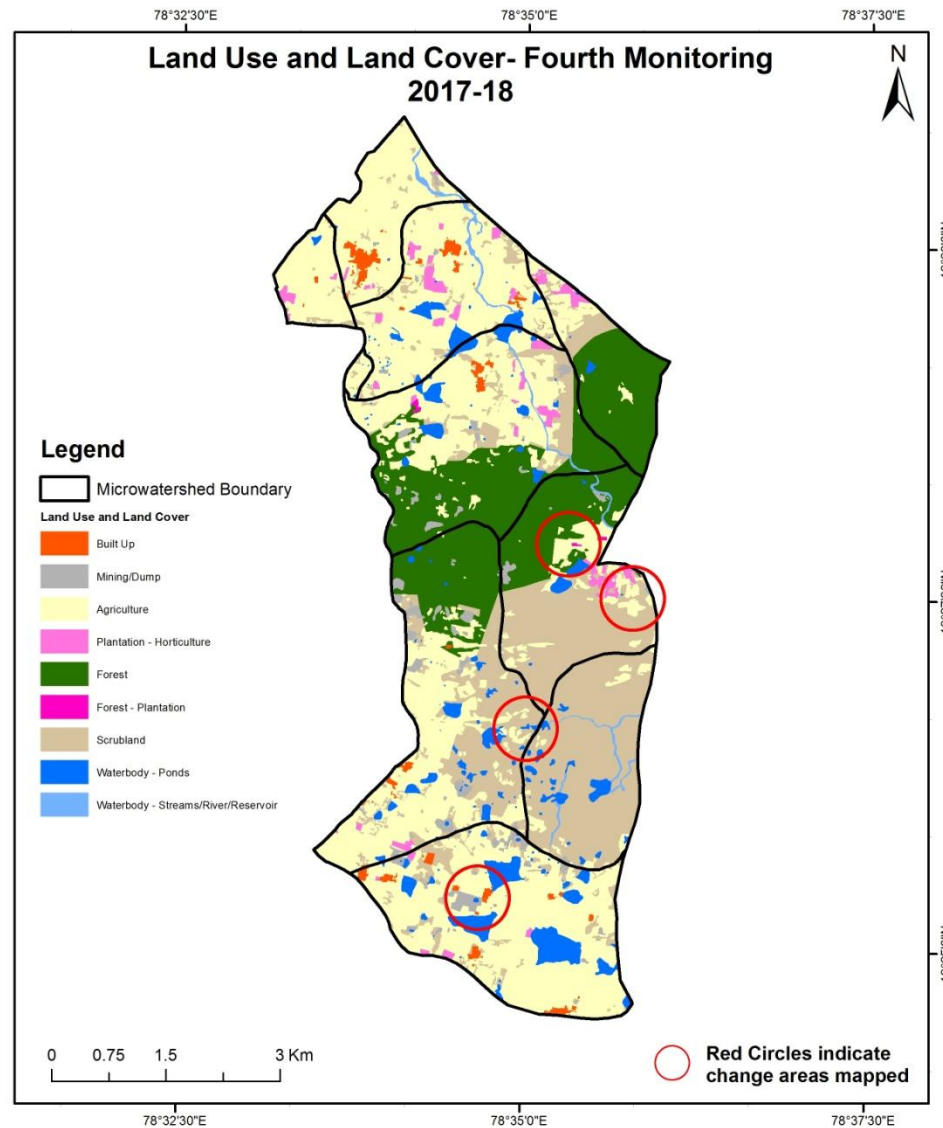 78°32'30"E 78°35'0"E 78°37'30"E
Land Use and Land Cover- Fourth Monitoring
2017-18
N
Legend
Microwatershed Boundary
Land Use and Land Cover
Built Up
Mining/Dump
Agriculture
Plantation - Horticulture
Forest
Forest - Plantation
Scrubland
Waterbody - Ponds
Waterbody - Streams/River/Reservoir
0 0.75 1.5 3 Km
Red Circles indicate
change areas mapped
78°32'30"E 78°35'0"E 78°37'30"E